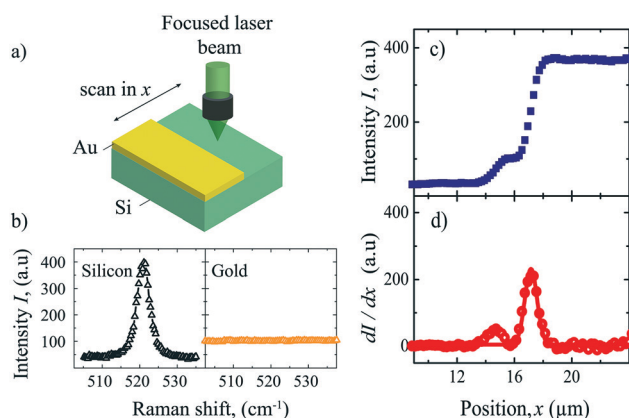 a)
Focused laser
beam
scan in x
Au
Si
b)
Intensity I, (a.u)
400
300
200
100
Silicon
Gold
510 520 530 510 520 530
Raman shift, (cm-1)
c)
Intensity I, (a.u)
400
200
0
d)
dI / dx (a.u)
400
200
0
12 16 20
Position, x (µm)